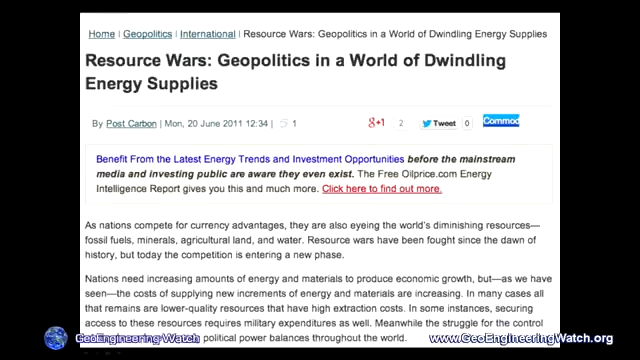 Home | Geopolitics | International | Resource Wars: Geopolitics in a World of Dwindling Energy Supplies
Resource Wars: Geopolitics in a World of Dwindling
Energy Supplies
By Post Carbon | Mon, 20 June 2011 12:34 | 1
g+1 2 Tweet 0 Commod
Benefit From the Latest Energy Trends and Investment Opportunities before the mainstream
media and investing public are aware they even exist. The Free Oilprice.com Energy
Intelligence Report gives you this and much more. Click here to find out more.
As nations compete for currency advantages, they are also eyeing the world's diminishing resources—
fossil fuels, minerals, agricultural land, and water. Resource wars have been fought since the dawn of
history, but today the competition is entering a new phase.
Nations need increasing amounts of energy and materials to produce economic growth, but—as we have
seen—the costs of supplying new increments of energy and materials are increasing. In many cases all
that remains are lower-quality resources that have high extraction costs. In some instances, securing
access to these resources requires military expenditures as well. Meanwhile the struggle for the control
political power balances throughout the world.
GeoEngineering Watch
www.GeoEngineeringWatch.org